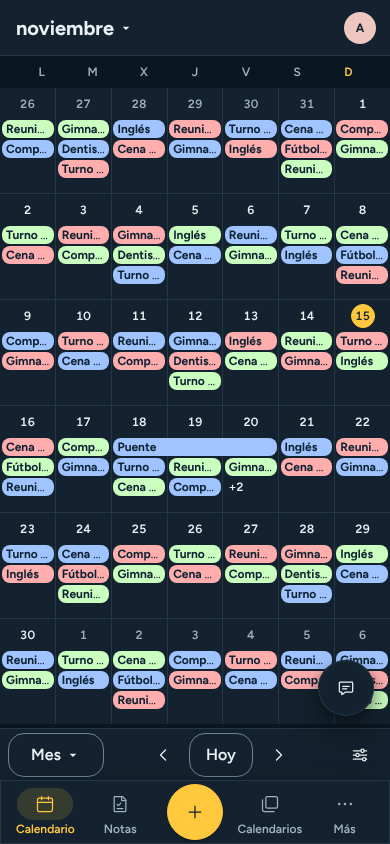 noviembre A
L M X J V S D
26 27 28 29 30 31 1
Reuni... Gimna... Inglés Reuni... Turno ... Cena ... Comp...
Comp... Dentis... Cena ... Gimna... Inglés Fútbol... Gimna...
Turno ... Reuni...
2 3 4 5 6 7 8
Turno ... Reuni... Gimna... Inglés Reuni... Turno ... Cena ...
Cena ... Comp... Dentis... Cena ... Gimna... Inglés Fútbol...
Turno ... Reuni...
9 10 11 12 13 14 15
Comp... Turno ... Reuni... Gimna... Inglés Reuni... Turno ...
Gimna... Cena ... Comp... Dentis... Cena ... Gimna... Inglés
Turno ...
16 17 18 19 20 21 22
Cena ... Comp... Puente Inglés Reuni...
Fútbol... Gimna... Turno ... Reuni... Gimna... Cena ... Gimna...
Reuni... Cena ... Comp... +2
23 24 25 26 27 28 29
Turno ... Cena ... Comp... Turno ... Reuni... Gimna... Inglés
Inglés Fútbol... Gimna... Cena ... Comp... Dentis... Cena ...
Reuni... Turno ...
30 1 2 3 4 5 6
Reuni... Turno ... Cena ... Comp... Turno ... Reuni... Gimna...
Gimna... Inglés Fútbol... Gimna... Cena ... Comp...
Reuni...
Mes Hoy
Calendario Notas + Calendarios Más